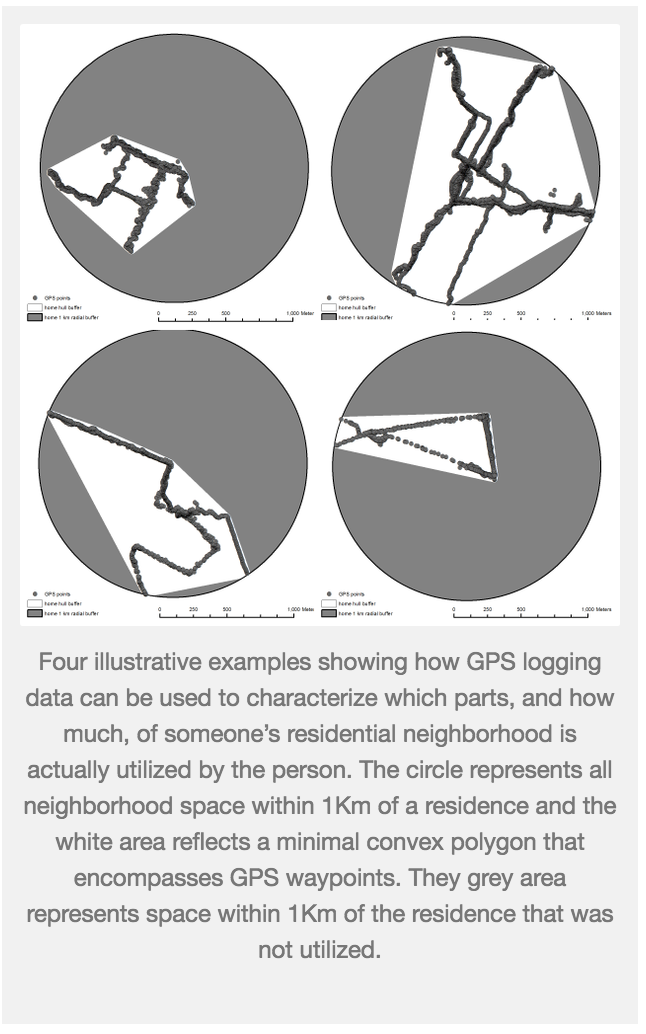 GPS points
home hull buffer
home 1 km radial buffer
0 250 500 1,000 Meter
GPS points
home hull buffer
home 1 km radial buffer
0 250 500 1,000 Meters
GPS points
home hull buffer
home 1 km radial buffer
0 250 500 1,000 Meter
GPS points
home hull buffer
home 1 km radial buffer
0 250 500 1,000 Meters
Four illustrative examples showing how GPS logging
data can be used to characterize which parts, and how
much, of someone’s residential neighborhood is
actually utilized by the person. The circle represents all
neighborhood space within 1Km of a residence and the
white area reflects a minimal convex polygon that
encompasses GPS waypoints. They grey area
represents space within 1Km of the residence that was
not utilized.